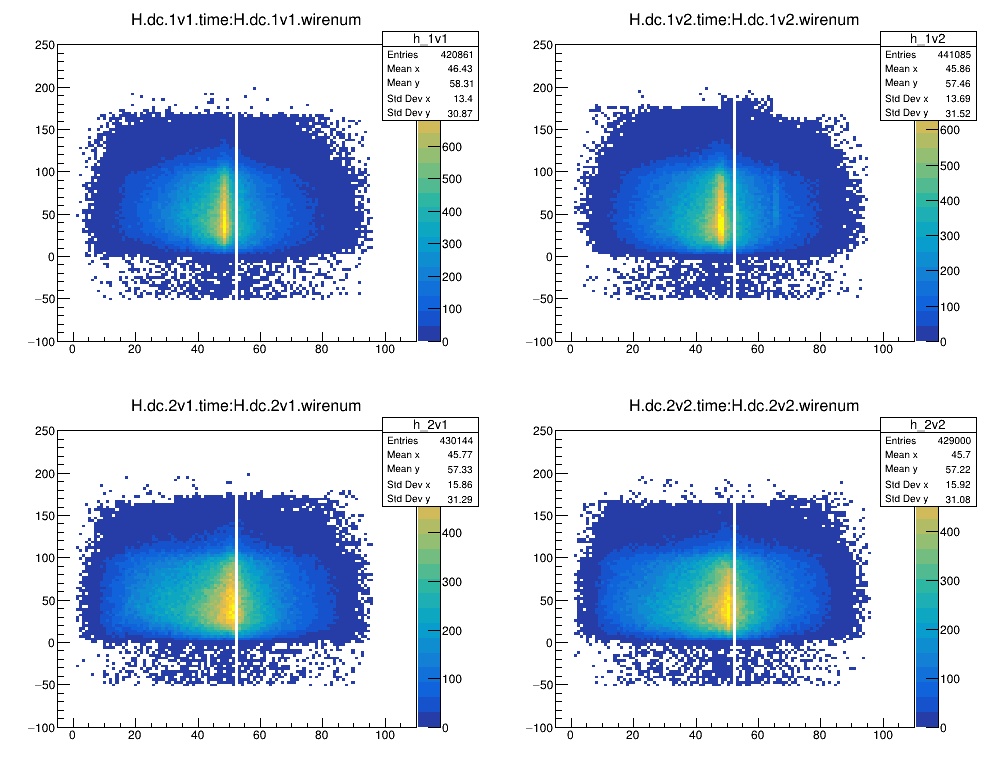 H.dc.1v1.time:H.dc.1v1.wirenum
h_1v1
Entries 420861
Mean x 46.43
Mean y 58.31
Std Dev x 13.4
Std Dev y 30.87
250
200
150
100
50
0
−50
−100
0 20 40 60 80 100
600
500
400
300
200
100
0
H.dc.1v2.time:H.dc.1v2.wirenum
h_1v2
Entries 441085
Mean x 45.86
Mean y 57.46
Std Dev x 13.69
Std Dev y 31.52
250
200
150
100
50
0
−50
−100
0 20 40 60 80 100
600
500
400
300
200
100
0
H.dc.2v1.time:H.dc.2v1.wirenum
h_2v1
Entries 430144
Mean x 45.77
Mean y 57.33
Std Dev x 15.86
Std Dev y 31.29
250
200
150
100
50
0
−50
−100
0 20 40 60 80 100
400
300
200
100
0
H.dc.2v2.time:H.dc.2v2.wirenum
h_2v2
Entries 429000
Mean x 45.7
Mean y 57.22
Std Dev x 15.92
Std Dev y 31.08
250
200
150
100
50
0
−50
−100
0 20 40 60 80 100
400
300
200
100
0